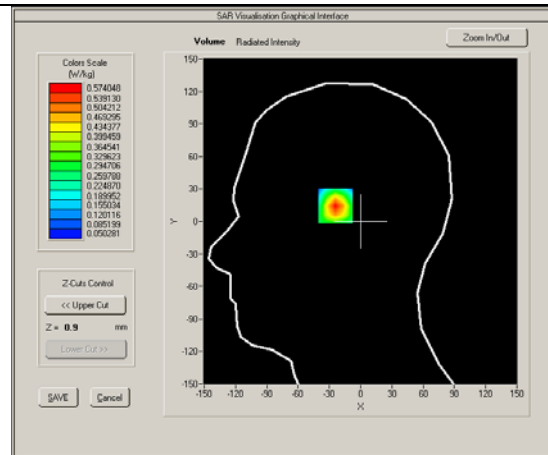 SAR Visualisation Graphical Interface
Volume Radiated Intensity
Zoom In/Out
Colors Scale
(W/kg)
0.574048
0.539130
0.504212
0.469295
0.434377
0.399459
0.364541
0.329623
0.294706
0.259788
0.224870
0.189952
0.155034
0.120116
0.085199
0.050281
Z-Cuts Control
<< Upper Cut
Z = 0.9 mm
Lower Cut >>
SAVE
Cancel
150
120
90
60
30
0
-30
-60
-90
-120
-150
Y
-150 -120 -90 -60 -30 0 30 60 90 120 150
X